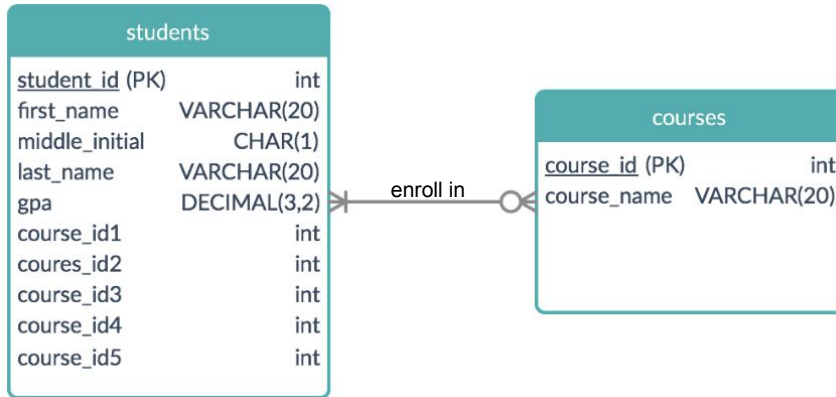 students
student_id (PK) int
first_name VARCHAR(20)
middle_initial CHAR(1)
last_name VARCHAR(20)
gpa DECIMAL(3,2)
course_id1 int
coures_id2 int
course_id3 int
course_id4 int
course_id5 int
enroll in
courses
course_id (PK) int
course_name VARCHAR(20)